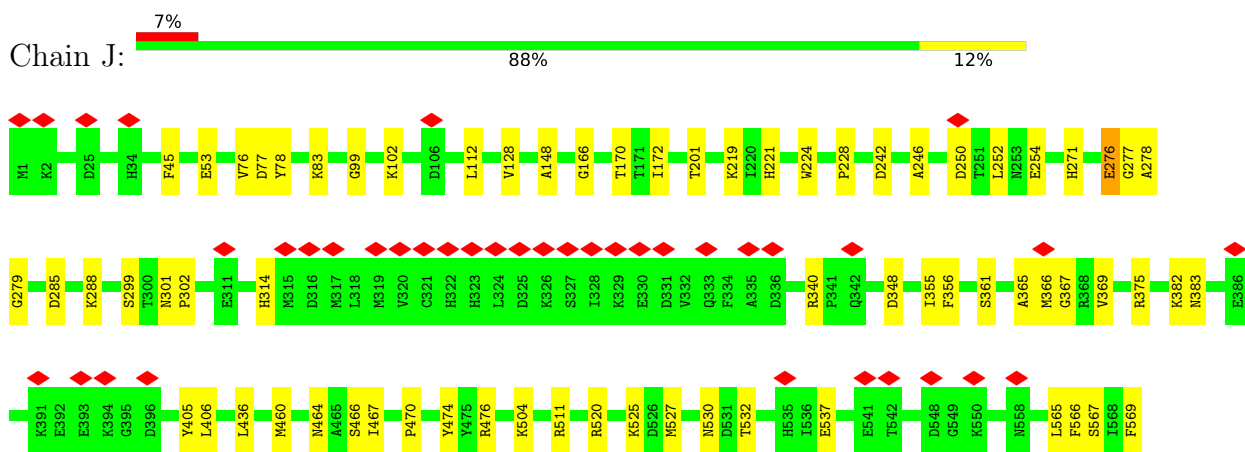 7%
Chain J:
88%
12%
M1 K2 D25 H34 F45 E53 V76 D77 Y78 K83 G99 K102 D106 L112 V128 A148 G166 T170 T171 I172 T201 K219 I220 H221 W224 P228 D242 A246 D250 T251 L252 N253 E254 H271 E276 G277 A278
G279 D285 K288 S299 T300 N301 P302 E311 H314 M315 D316 M317 L318 M319 V320 C321 H322 H323 L324 D325 K326 S327 I328 K329 E330 D331 V332 Q333 F334 A335 D336 R340 P341 Q342 D348 I355 F356 S361 A365 M366 G367 R368 V369 R375 K382 N383 E386
K391 E392 E393 K394 G395 D396 Y405 L406 L436 M460 N464 A465 S466 I467 P470 Y474 Y475 R476 K504 R511 R520 K525 D526 M527 N530 D531 T532 H535 I536 E537 E541 T542 D548 G549 K550 N558 L565 F566 S567 I568 F569